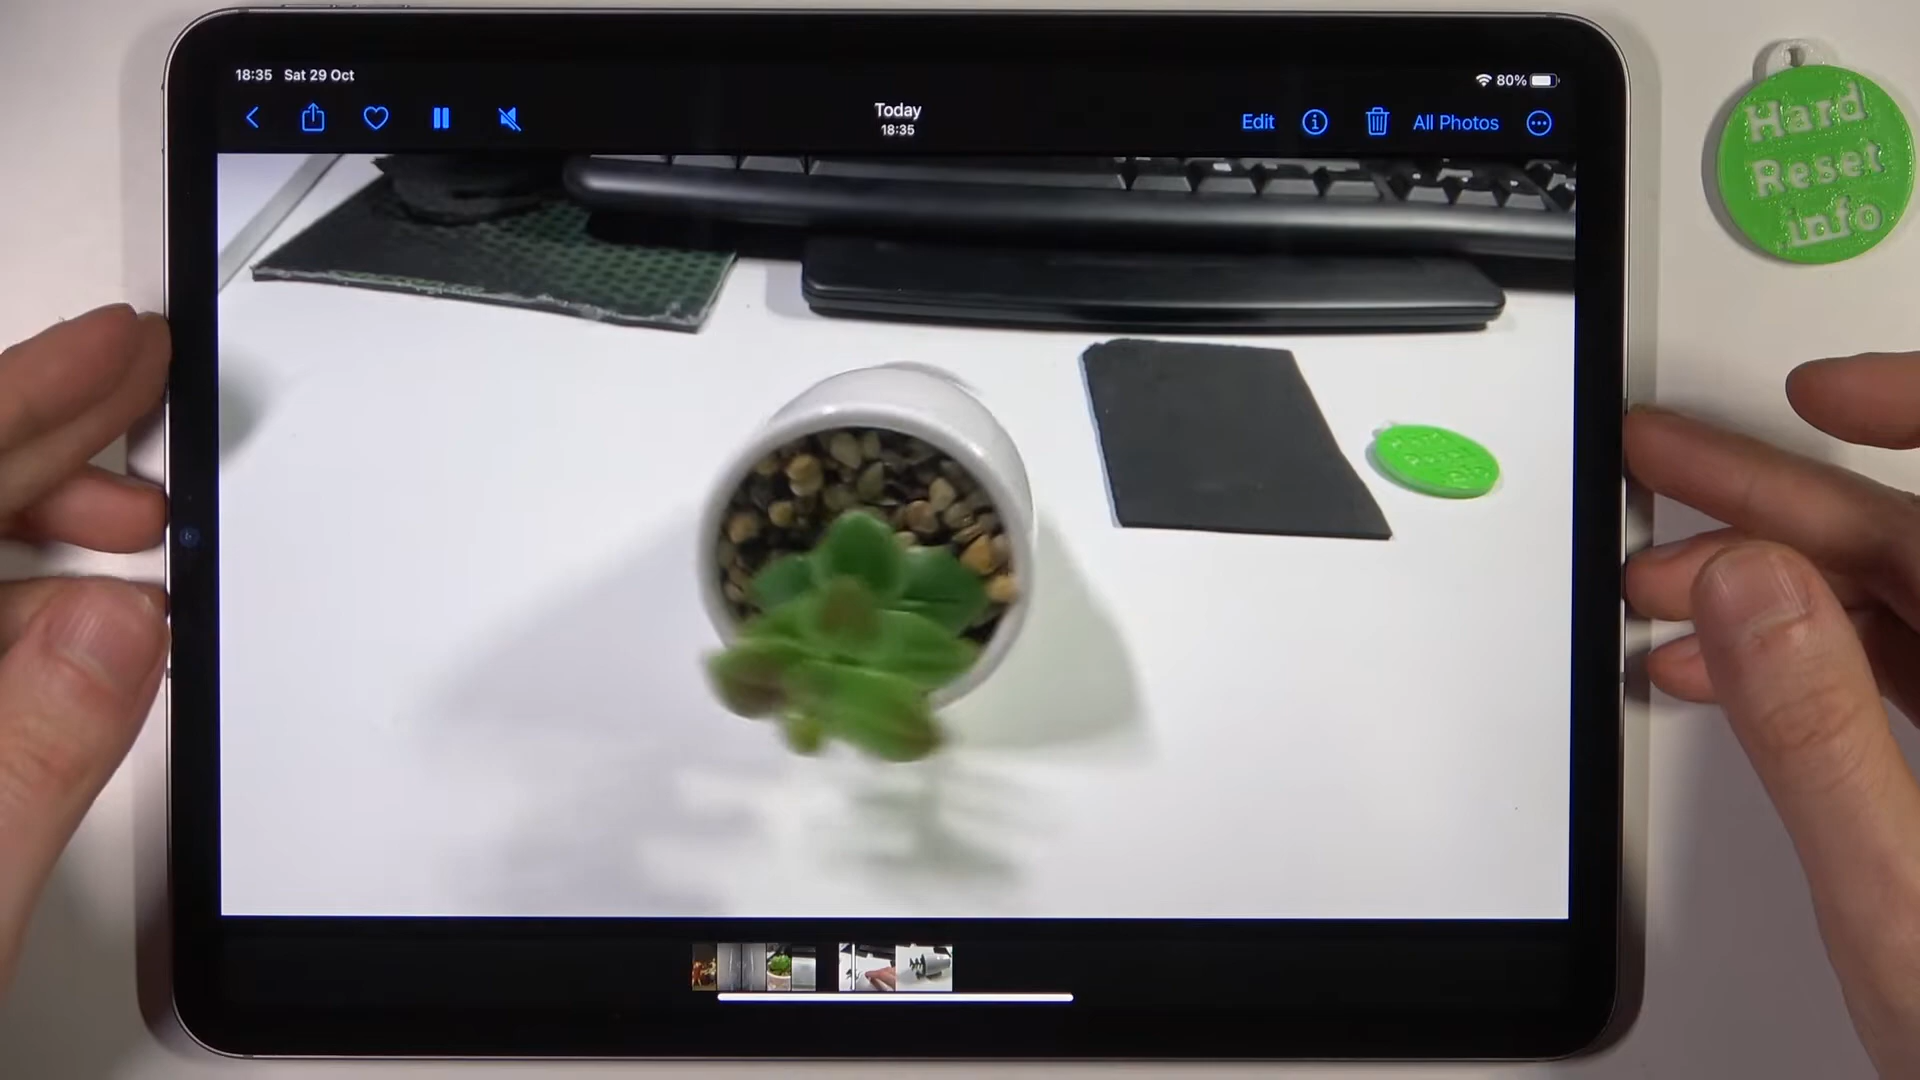 18:35 Sat 29 Oct
80%
Today
18:35
Edit
All Photos
Hard
Reset
.info